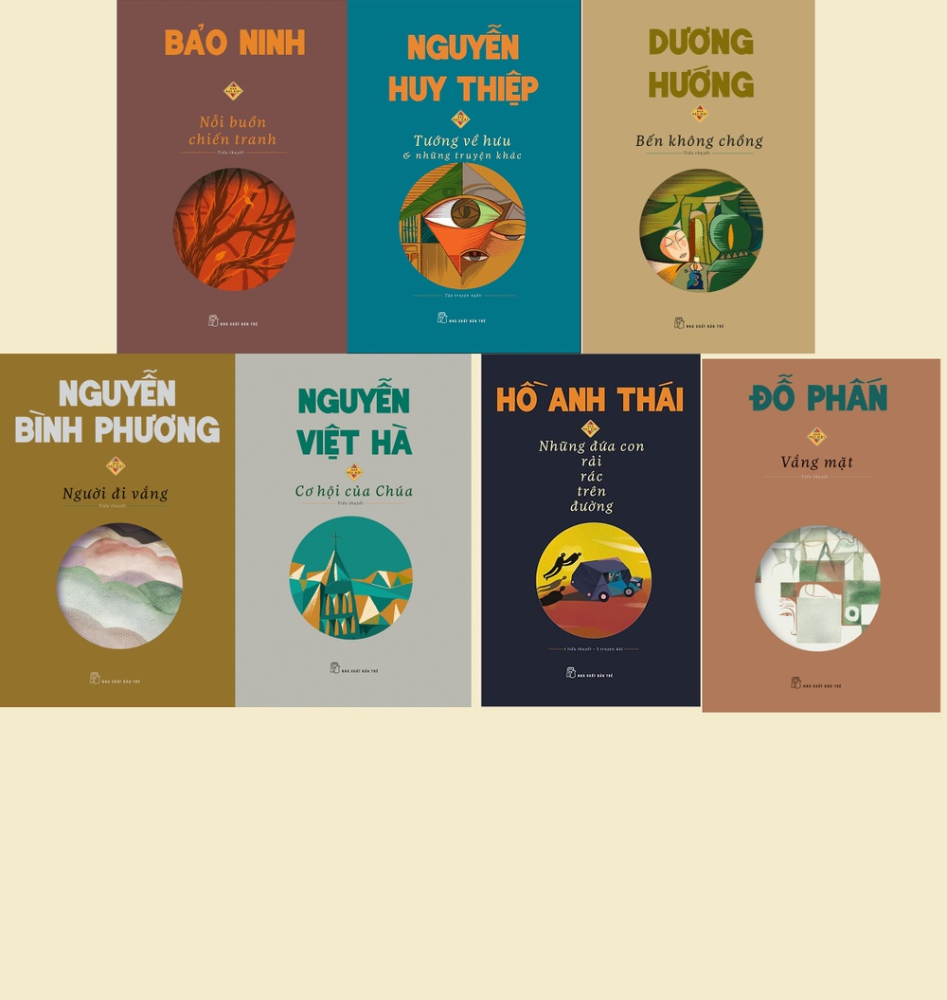 BẢO NINH
Nỗi buồn
chiến tranh
Tiểu thuyết
NHÀ XUẤT BẢN TRẺ
NGUYỄN
HUY THIỆP
Tướng về hưu
& những truyện khác
Tập truyện ngắn
NHÀ XUẤT BẢN TRẺ
DƯƠNG
HƯỚNG
Bến không chồng
Tiểu thuyết
NHÀ XUẤT BẢN TRẺ
NGUYỄN
BÌNH PHƯƠNG
Người đi vắng
Tiểu thuyết
NHÀ XUẤT BẢN TRẺ
NGUYỄN
VIỆT HÀ
Cơ hội của Chúa
Tiểu thuyết
NHÀ XUẤT BẢN TRẺ
HỒ ANH THÁI
Những đứa con
rải
rác
trên
đường
NHÀ XUẤT BẢN TRẺ
ĐỖ PHẤN
Vắng mặt
Tiểu thuyết
NHÀ XUẤT BẢN TRẺ